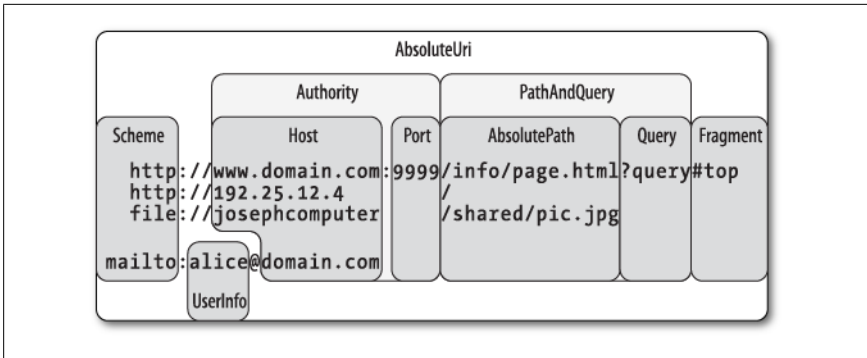 AbsoluteUri
Authority PathAndQuery
Scheme Host Port AbsolutePath Query Fragment
http://www.domain.com:9999/info/page.html?query#top
http://192.25.12.4 /
file://josephcomputer /shared/pic.jpg
mailto:alice@domain.com
UserInfo